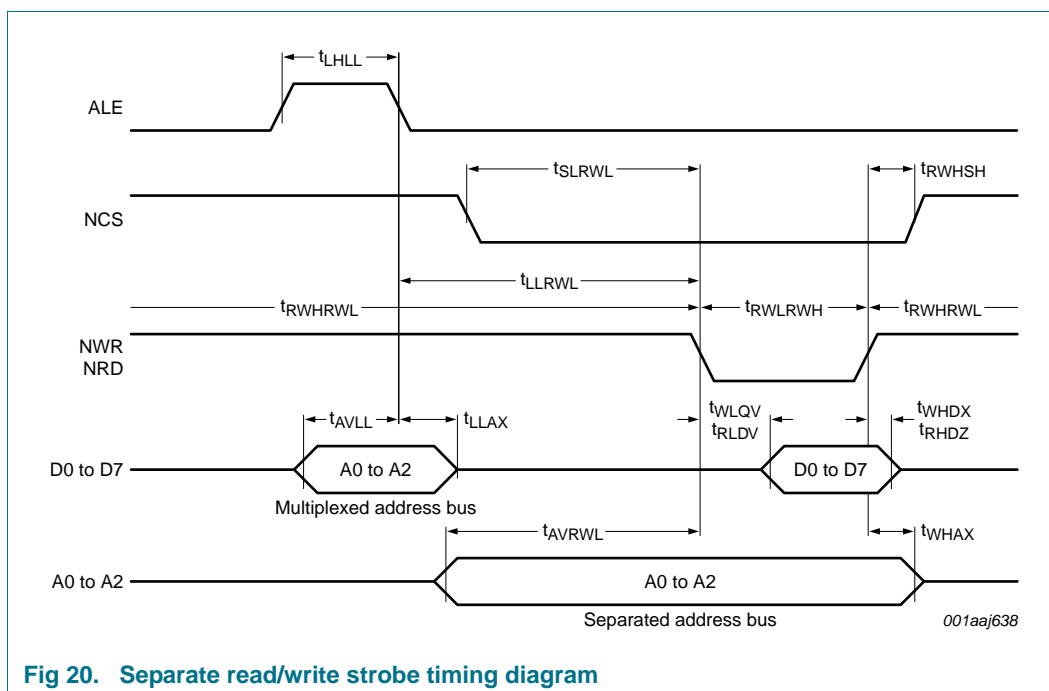 tLHLL
ALE
tSLRWL
tRWHSH
NCS
tLLRWL
tRWHRWL
tRWLRWH
tRWHRWL
NWR
NRD
tAVLL
tLLAX
tWLQV
tRLDV
tWHDX
tRHDZ
D0 to D7
A0 to A2
D0 to D7
Multiplexed address bus
tAVRWL
tWHAX
A0 to A2
A0 to A2
Separated address bus
001aaj638
Fig 20. Separate read/write strobe timing diagram